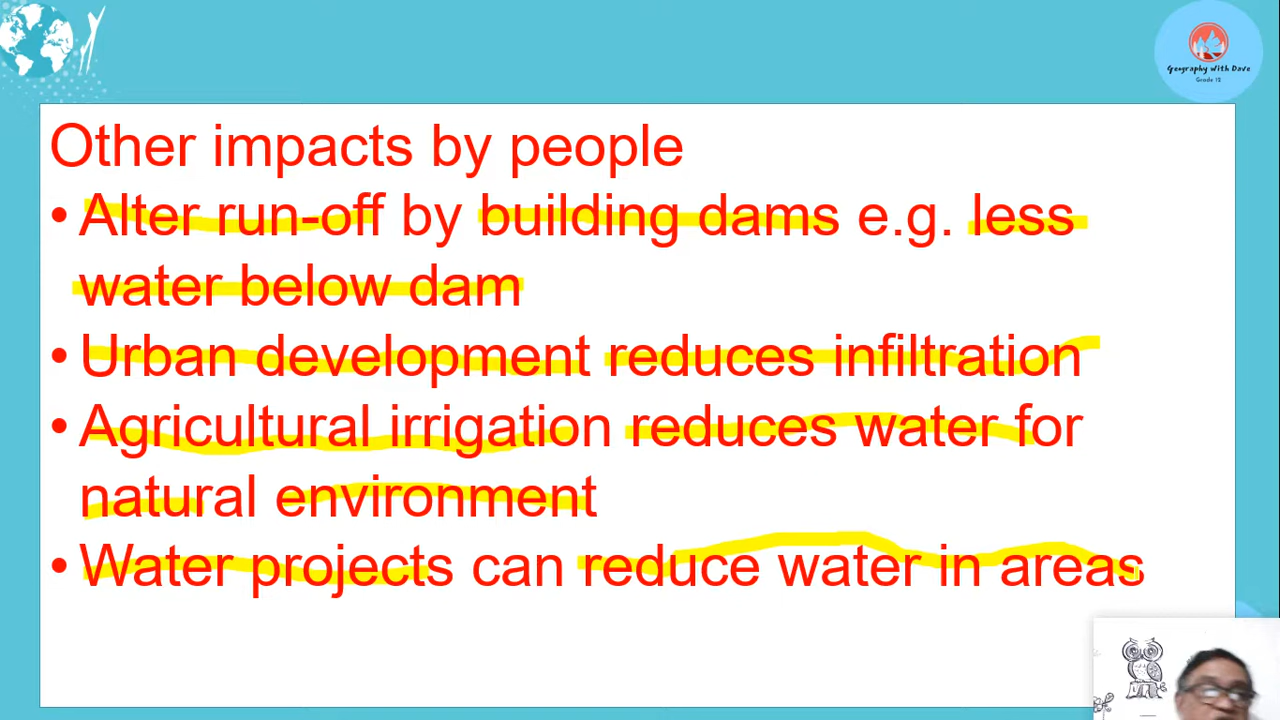 Geography With Dave
Grade 12
Other impacts by people
• Alter run-off by building dams e.g. less
water below dam
• Urban development reduces infiltration
• Agricultural irrigation reduces water for
natural environment
• Water projects can reduce water in areas